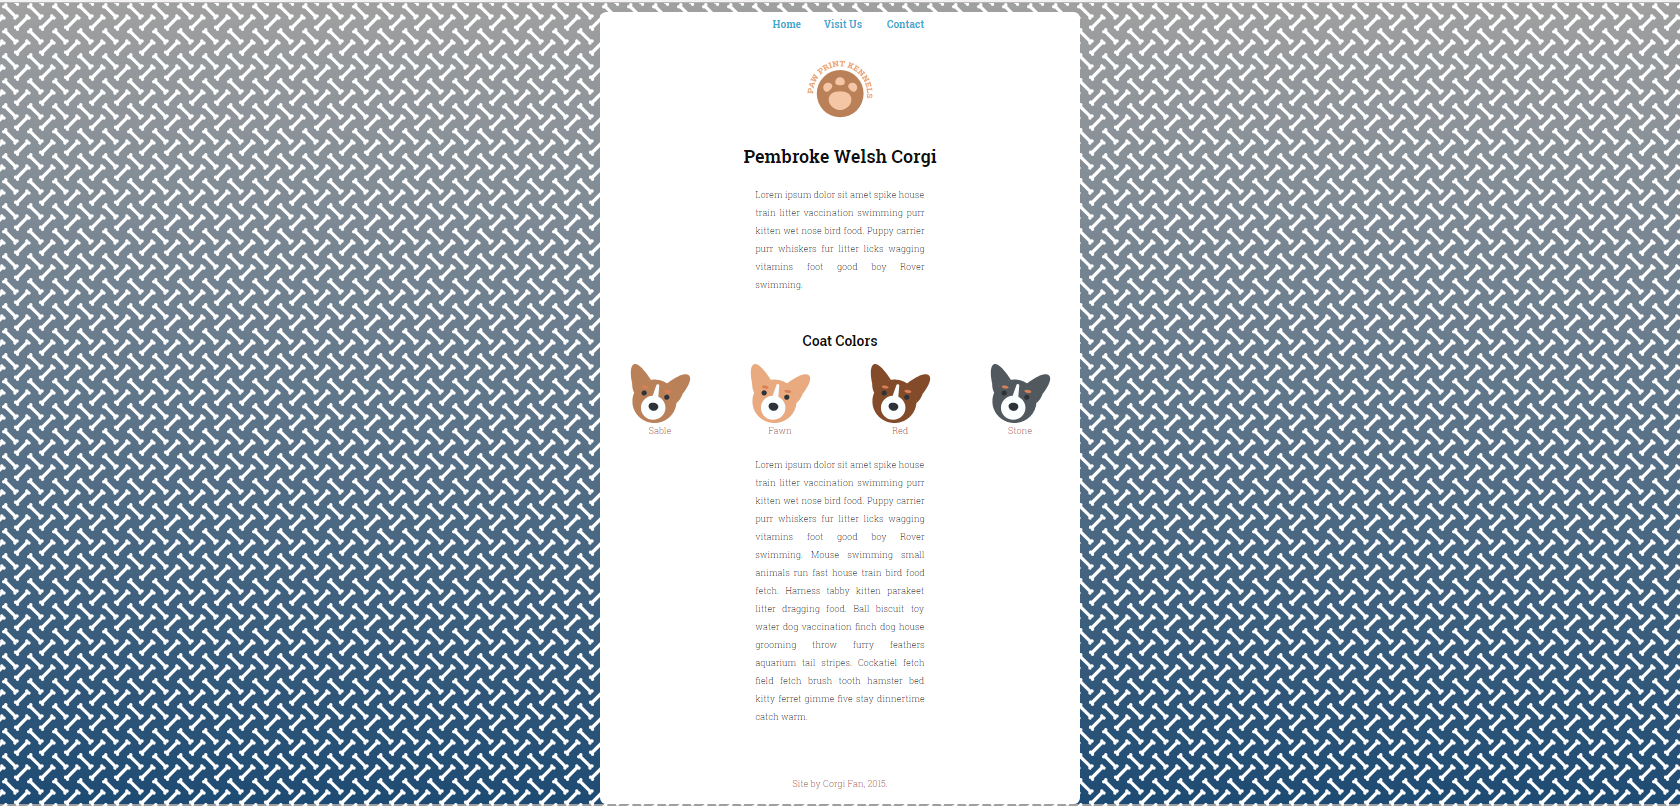 Home Visit Us Contact
PAW PRINT KENNELS
Pembroke Welsh Corgi
Lorem ipsum dolor sit amet spike house
train litter vaccination swimming purr
kitten wet nose bird food. Puppy carrier
purr whiskers fur litter licks wagging
vitamins foot good boy Rover
swimming.
Coat Colors
Sable Fawn Red Stone
Lorem ipsum dolor sit amet spike house
train litter vaccination swimming purr
kitten wet nose bird food. Puppy carrier
purr whiskers fur litter licks wagging
vitamins foot good boy Rover
swimming. Mouse swimming small
animals run fast house train bird food
fetch. Harness tabby kitten parakeet
litter dragging food. Ball biscuit toy
water dog vaccination finch dog house
grooming throw furry feathers
aquarium tail stripes. Cockatiel fetch
field fetch brush tooth hamster bed
kitty ferret gimme five stay dinnertime
catch warm.
Site by Corgi Fan, 2015.